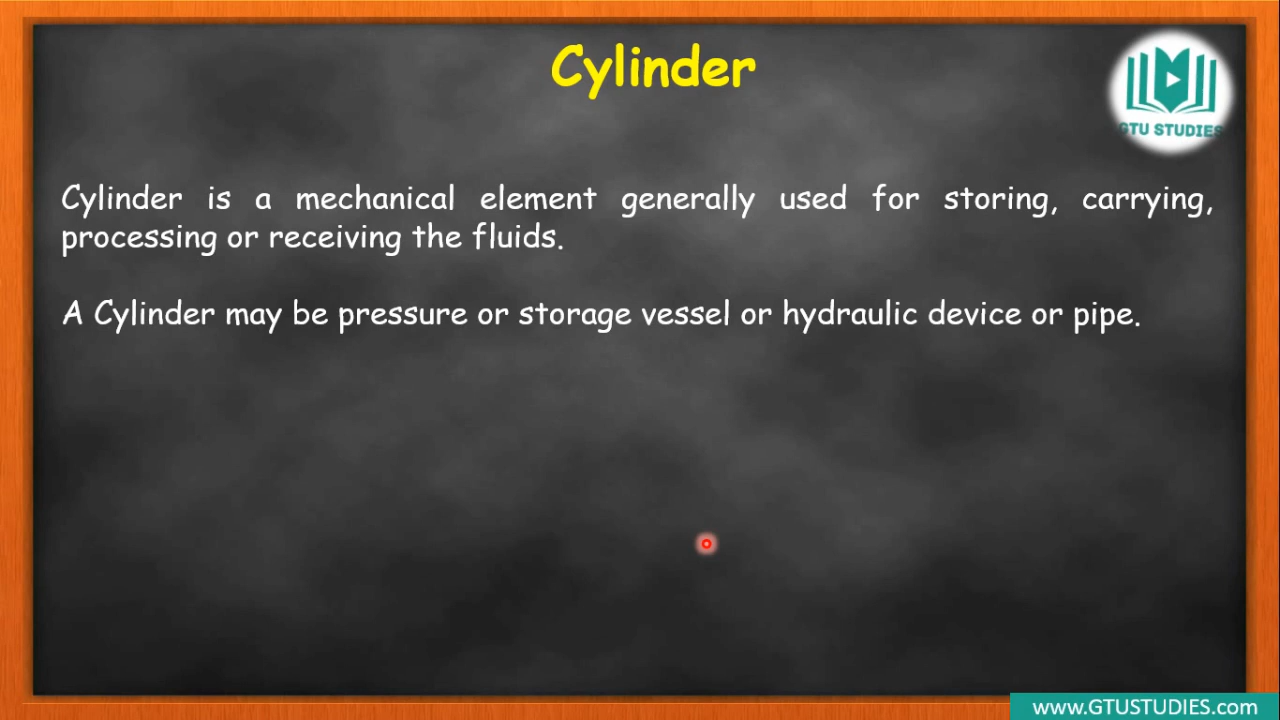 Cylinder
GTU STUDIES
Cylinder is a mechanical element generally used for storing, carrying,
processing or receiving the fluids.
A Cylinder may be pressure or storage vessel or hydraulic device or pipe.
www.GTUSTUDIES.com